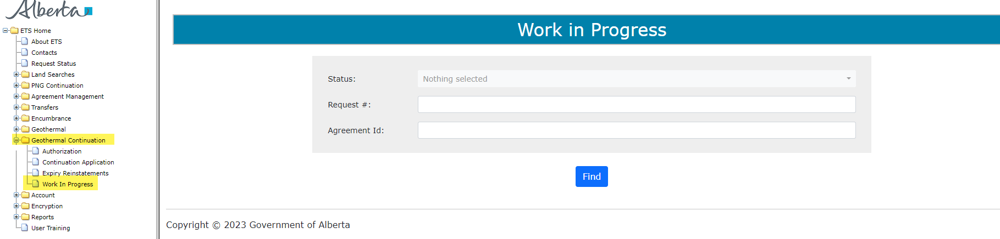 Alberta
ETS Home
About ETS
Contacts
Request Status
Land Searches
PNG Continuation
Agreement Management
Transfers
Encumbrance
Geothermal
Geothermal Continuation
Authorization
Continuation Application
Expiry Reinstatements
Work In Progress
Account
Encryption
Reports
User Training
Work in Progress
Status: Nothing selected
Request #:
Agreement Id:
Find
Copyright © 2023 Government of Alberta